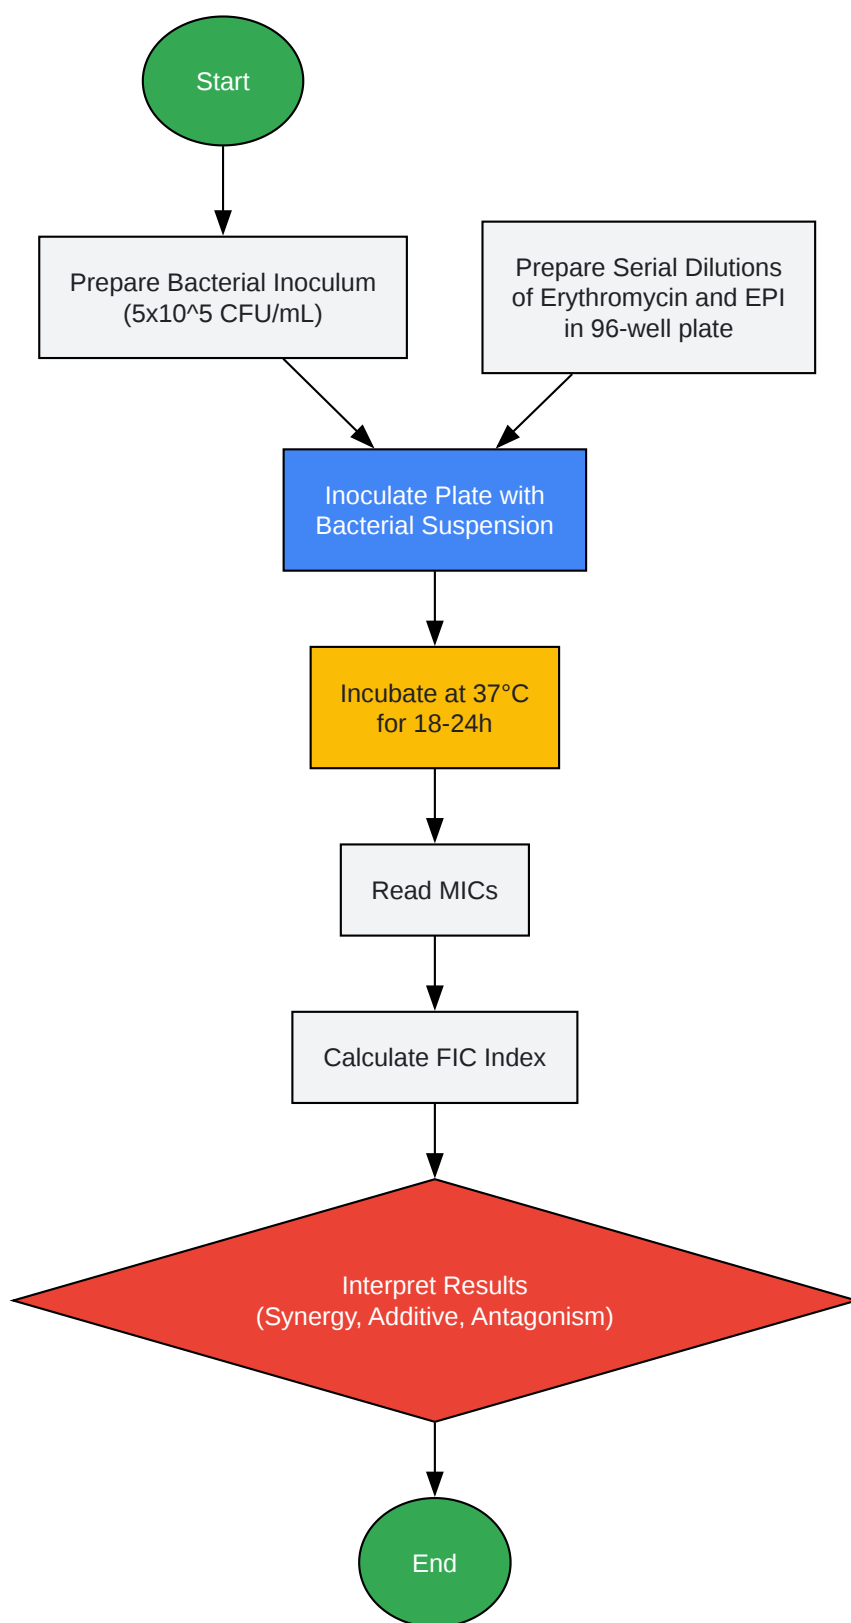 Start
Prepare Bacterial Inoculum
(5x10^5 CFU/mL)
Prepare Serial Dilutions
of Erythromycin and EPI
in 96-well plate
Inoculate Plate with
Bacterial Suspension
Incubate at 37°C
for 18-24h
Read MICs
Calculate FIC Index
Interpret Results
(Synergy, Additive, Antagonism)
End